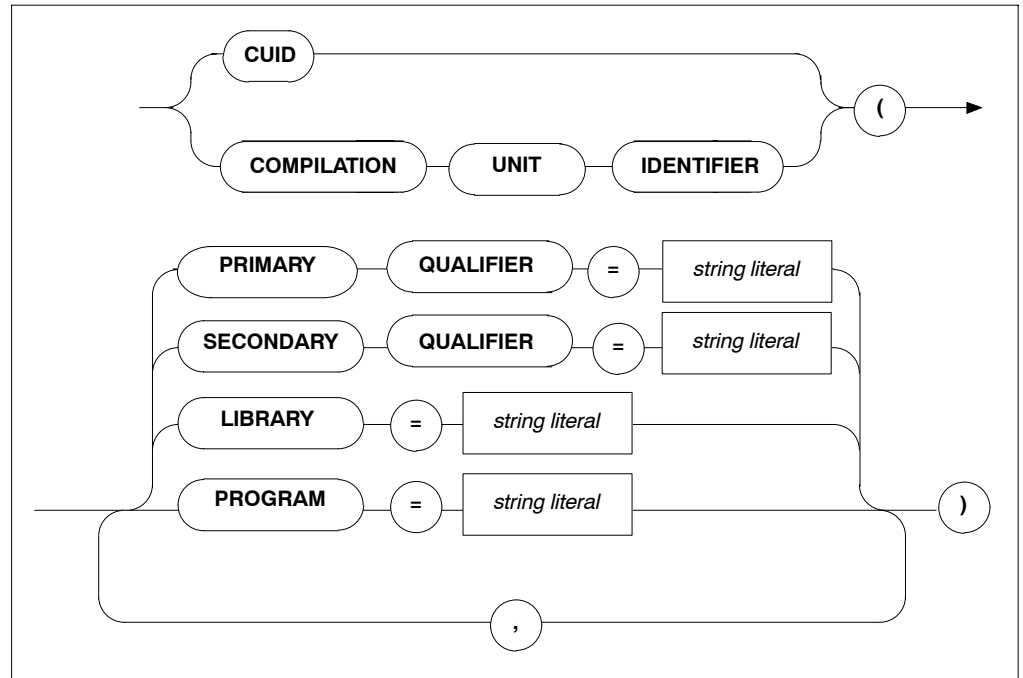 CUID
(
COMPILATION UNIT IDENTIFIER
PRIMARY QUALIFIER = string literal
SECONDARY QUALIFIER = string literal
LIBRARY = string literal
PROGRAM = string literal
)
,